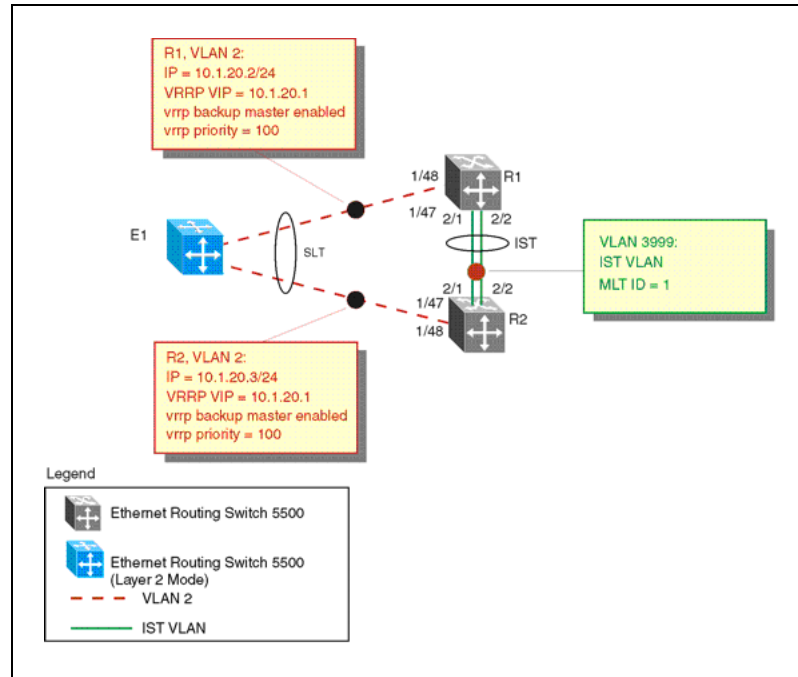 R1, VLAN 2:
IP = 10.1.20.2/24
VRRP VIP = 10.1.20.1
vrrp backup master enabled
vrrp priority = 100
1/48
R1
1/47
2/1
2/2
E1
SLT
IST
VLAN 3999:
IST VLAN
MLT ID = 1
2/1
2/2
1/47
1/48
R2
R2, VLAN 2:
IP = 10.1.20.3/24
VRRP VIP = 10.1.20.1
vrrp backup master enabled
vrrp priority = 100
Legend
Ethernet Routing Switch 5500
Ethernet Routing Switch 5500
(Layer 2 Mode)
VLAN 2
IST VLAN